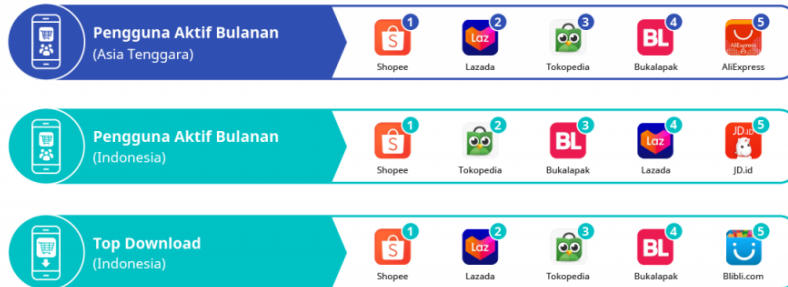 Pengguna Aktif Bulanan
(Asia Tenggara)
1 2 3 4 5
S Laz BL AliExpress
Shopee Lazada Tokopedia Bukalapak AliExpress
Pengguna Aktif Bulanan
(Indonesia)
1 2 3 4 5
S BL Laz JD.ID
Shopee Tokopedia Bukalapak Lazada JD.id
Top Download
(Indonesia)
1 2 3 4 5
S Laz BL
Shopee Lazada Tokopedia Bukalapak Blibli.com